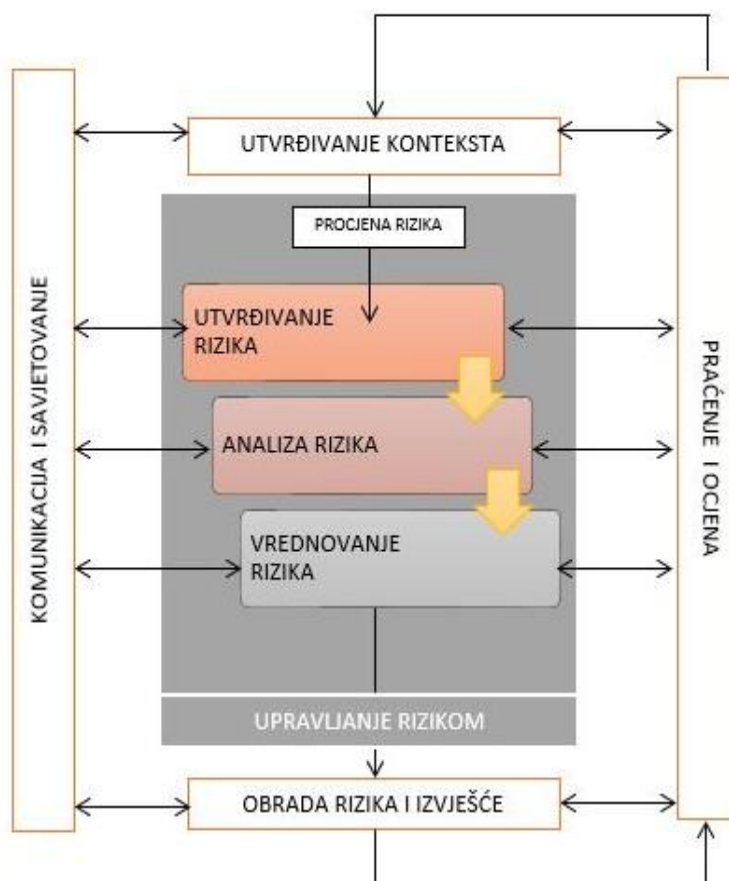 UTVRĐIVANJE KONTEKSTA
PROCJENA RIZIKA
KOMUNIKACIJA I SAVJETOVANJE
UTVRĐIVANJE
RIZIKA
ANALIZA RIZIKA
VREDNOVANJE
RIZIKA
PRAĆENJE I OCJENA
UPRAVLJANJE RIZIKOM
OBRADA RIZIKA I IZVJEŠĆE